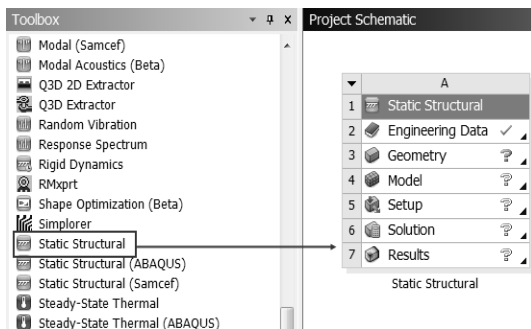 Toolbox
Modal (Samcef)
Modal Acoustics (Beta)
Q3D 2D Extractor
Q3D Extractor
Random Vibration
Response Spectrum
Rigid Dynamics
RMxprt
Shape Optimization (Beta)
Simplorer
Static Structural
Static Structural (ABAQUS)
Static Structural (Samcef)
Steady-State Thermal
Steady-State Thermal (ABAQUS)
Project Schematic
A
1 Static Structural
2 Engineering Data
3 Geometry ?
4 Model ?
5 Setup ?
6 Solution ?
7 Results ?
Static Structural